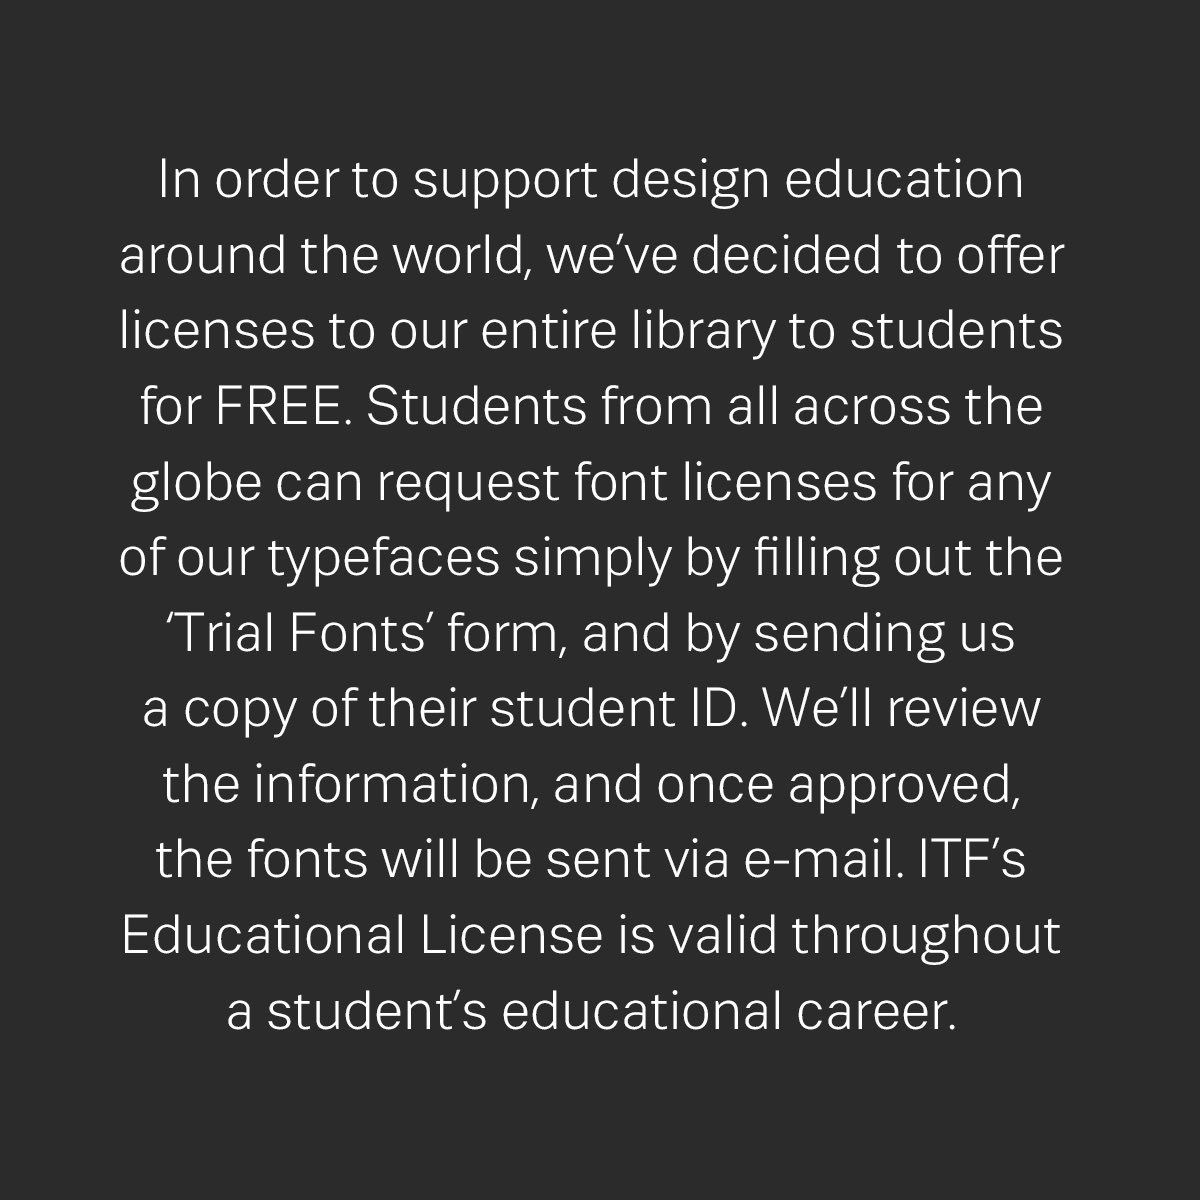 In order to support design education
around the world, we’ve decided to offer
licenses to our entire library to students
for FREE. Students from all across the
globe can request font licenses for any
of our typefaces simply by filling out the
‘Trial Fonts’ form, and by sending us
a copy of their student ID. We’ll review
the information, and once approved,
the fonts will be sent via e-mail. ITF’s
Educational License is valid throughout
a student’s educational career.